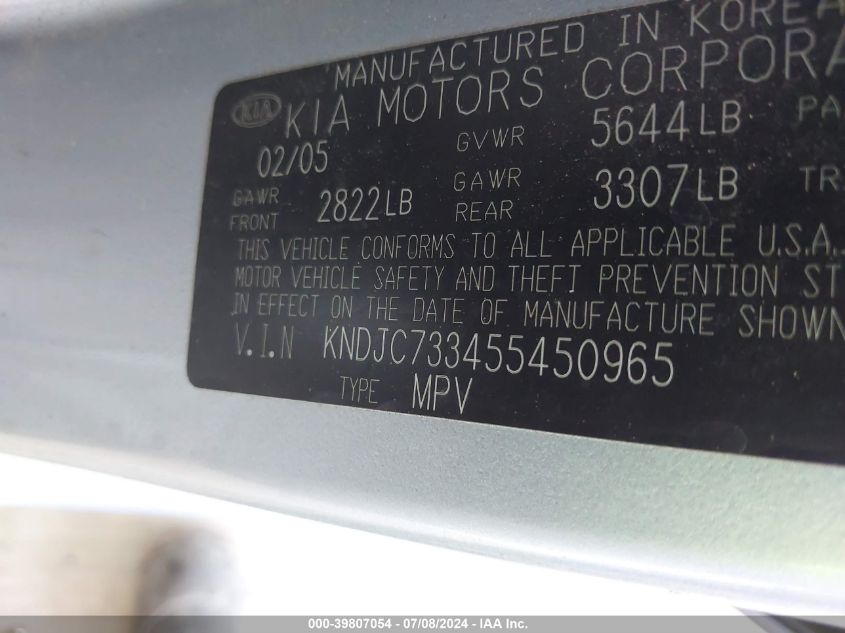 MANUFACTURED IN KOREA
KIA KIA MOTORS CORPORA
02/05 GVWR 5644LB PA
GAWR FRONT 2822LB GAWR REAR 3307LB TR
THIS VEHICLE CONFORMS TO ALL APPLICABLE U.S.A.
MOTOR VEHICLE SAFETY AND THEFT PREVENTION ST
IN EFFECT ON THE DATE OF MANUFACTURE SHOWN
V.I.N KNDJC733455450965
TYPE MPV
000-39807054 / 07/08/2024 - IAA Inc.